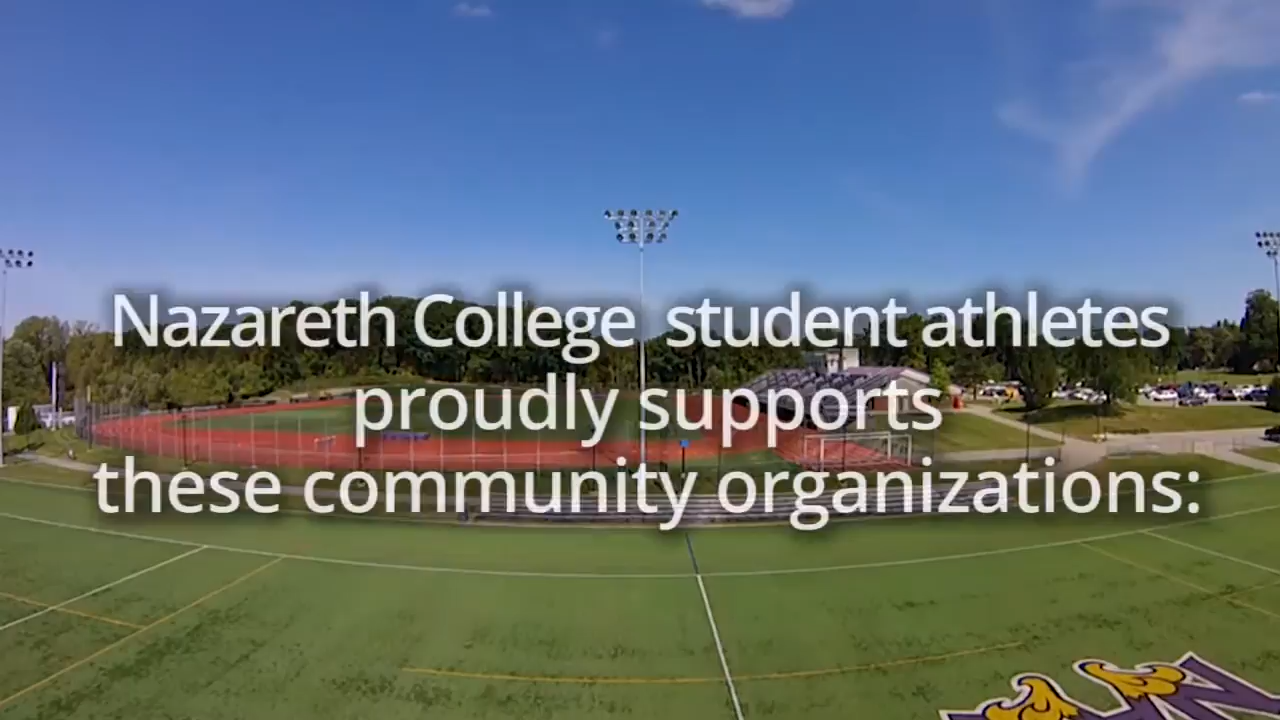 Nazareth College student athletes
proudly supports
these community organizations: